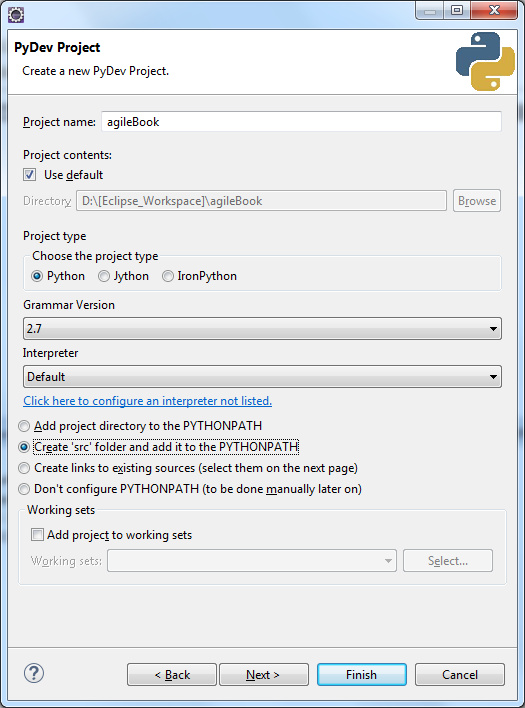 PyDev Project
Create a new PyDev Project.
Project name: agileBook
Project contents:
Use default
Directory D:\[Eclipse_Workspace]\agileBook Browse
Project type
Choose the project type
Python Jython IronPython
Grammar Version
2.7
Interpreter
Default
Click here to configure an interpreter not listed.
Add project directory to the PYTHONPATH
Create 'src' folder and add it to the PYTHONPATH
Create links to existing sources (select them on the next page)
Don't configure PYTHONPATH (to be done manually later on)
Working sets
Add project to working sets
Working sets: Select...
? < Back Next > Finish Cancel